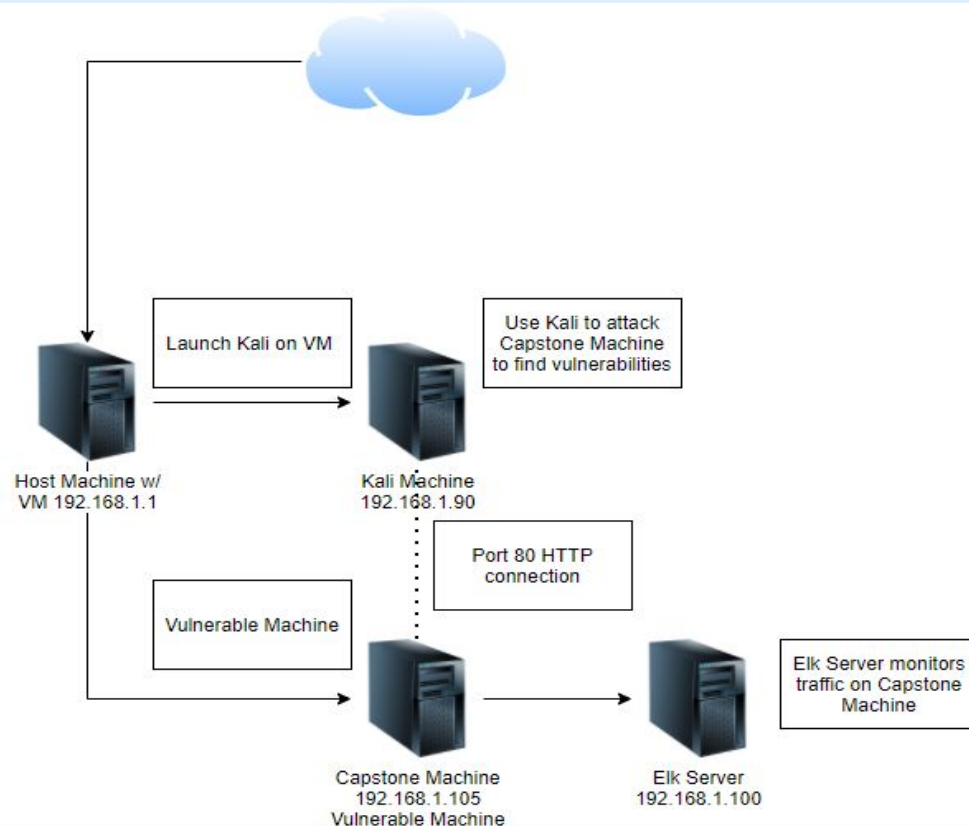 Launch Kali on VM
Use Kali to attack
Capstone Machine
to find vulnerabilities
Host Machine w/
VM 192.168.1.1
Kali Machine
192.168.1.90
Port 80 HTTP
connection
Vulnerable Machine
Elk Server monitors
traffic on Capstone
Machine
Capstone Machine
192.168.1.105
Vulnerable Machine
Elk Server
192.168.1.100